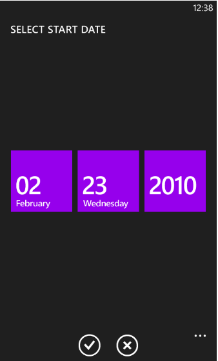 12:38
SELECT START DATE
02 23 2010
February Wednesday